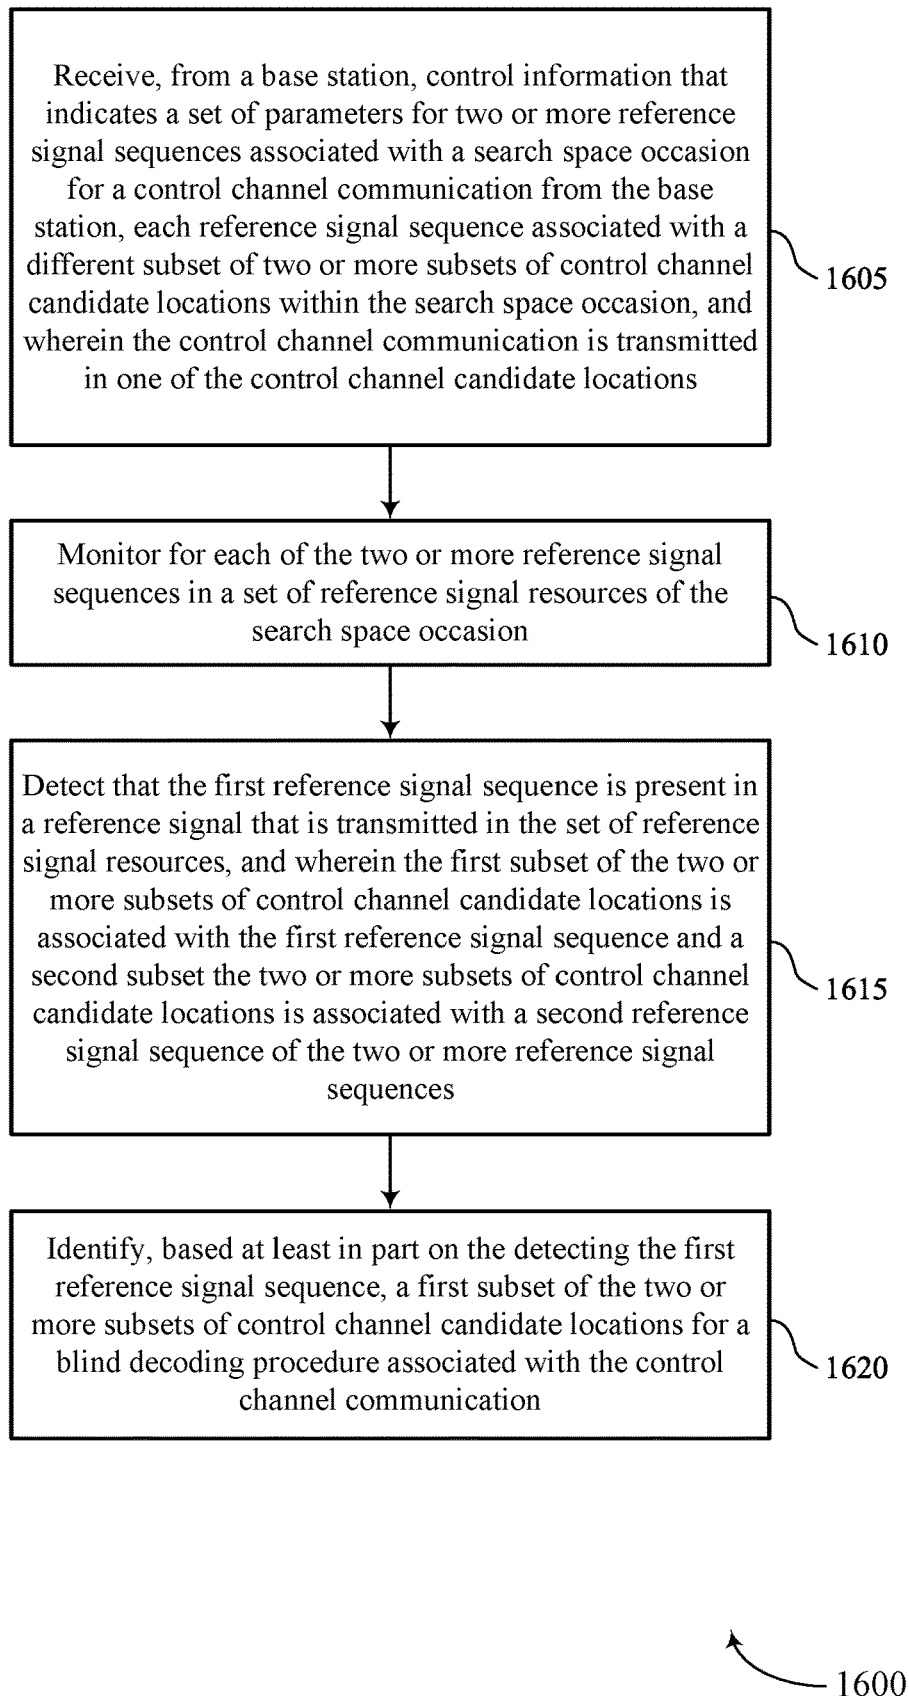 Receive, from a base station, control information that
indicates a set of parameters for two or more reference
signal sequences associated with a search space occasion
for a control channel communication from the base
station, each reference signal sequence associated with a
different subset of two or more subsets of control channel
candidate locations within the search space occasion, and
wherein the control channel communication is transmitted
in one of the control channel candidate locations
1605
Monitor for each of the two or more reference signal
sequences in a set of reference signal resources of the
search space occasion
1610
Detect that the first reference signal sequence is present in
a reference signal that is transmitted in the set of reference
signal resources, and wherein the first subset of the two or
more subsets of control channel candidate locations is
associated with the first reference signal sequence and a
second subset the two or more subsets of control channel
candidate locations is associated with a second reference
signal sequence of the two or more reference signal
sequences
1615
Identify, based at least in part on the detecting the first
reference signal sequence, a first subset of the two or
more subsets of control channel candidate locations for a
blind decoding procedure associated with the control
channel communication
1620
1600